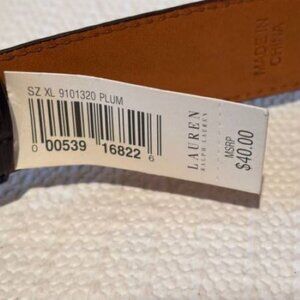 SZ XL 9101320 PLUM
0 00539 16822 6
LAUREN
RALPH LAUREN
MSRP
$40.00
MADE IN
CHINA